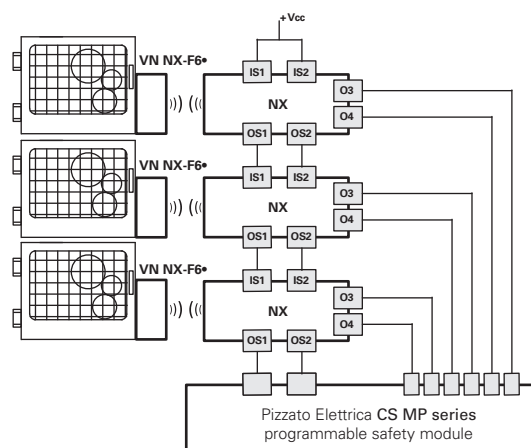 +Vcc
VN NX-F6•
IS1 IS2
O3
NX
O4
OS1 OS2
VN NX-F6•
IS1 IS2
O3
NX
O4
OS1 OS2
VN NX-F6•
IS1 IS2
O3
NX
O4
OS1 OS2
Pizzato Elettrica CS MP series
programmable safety module